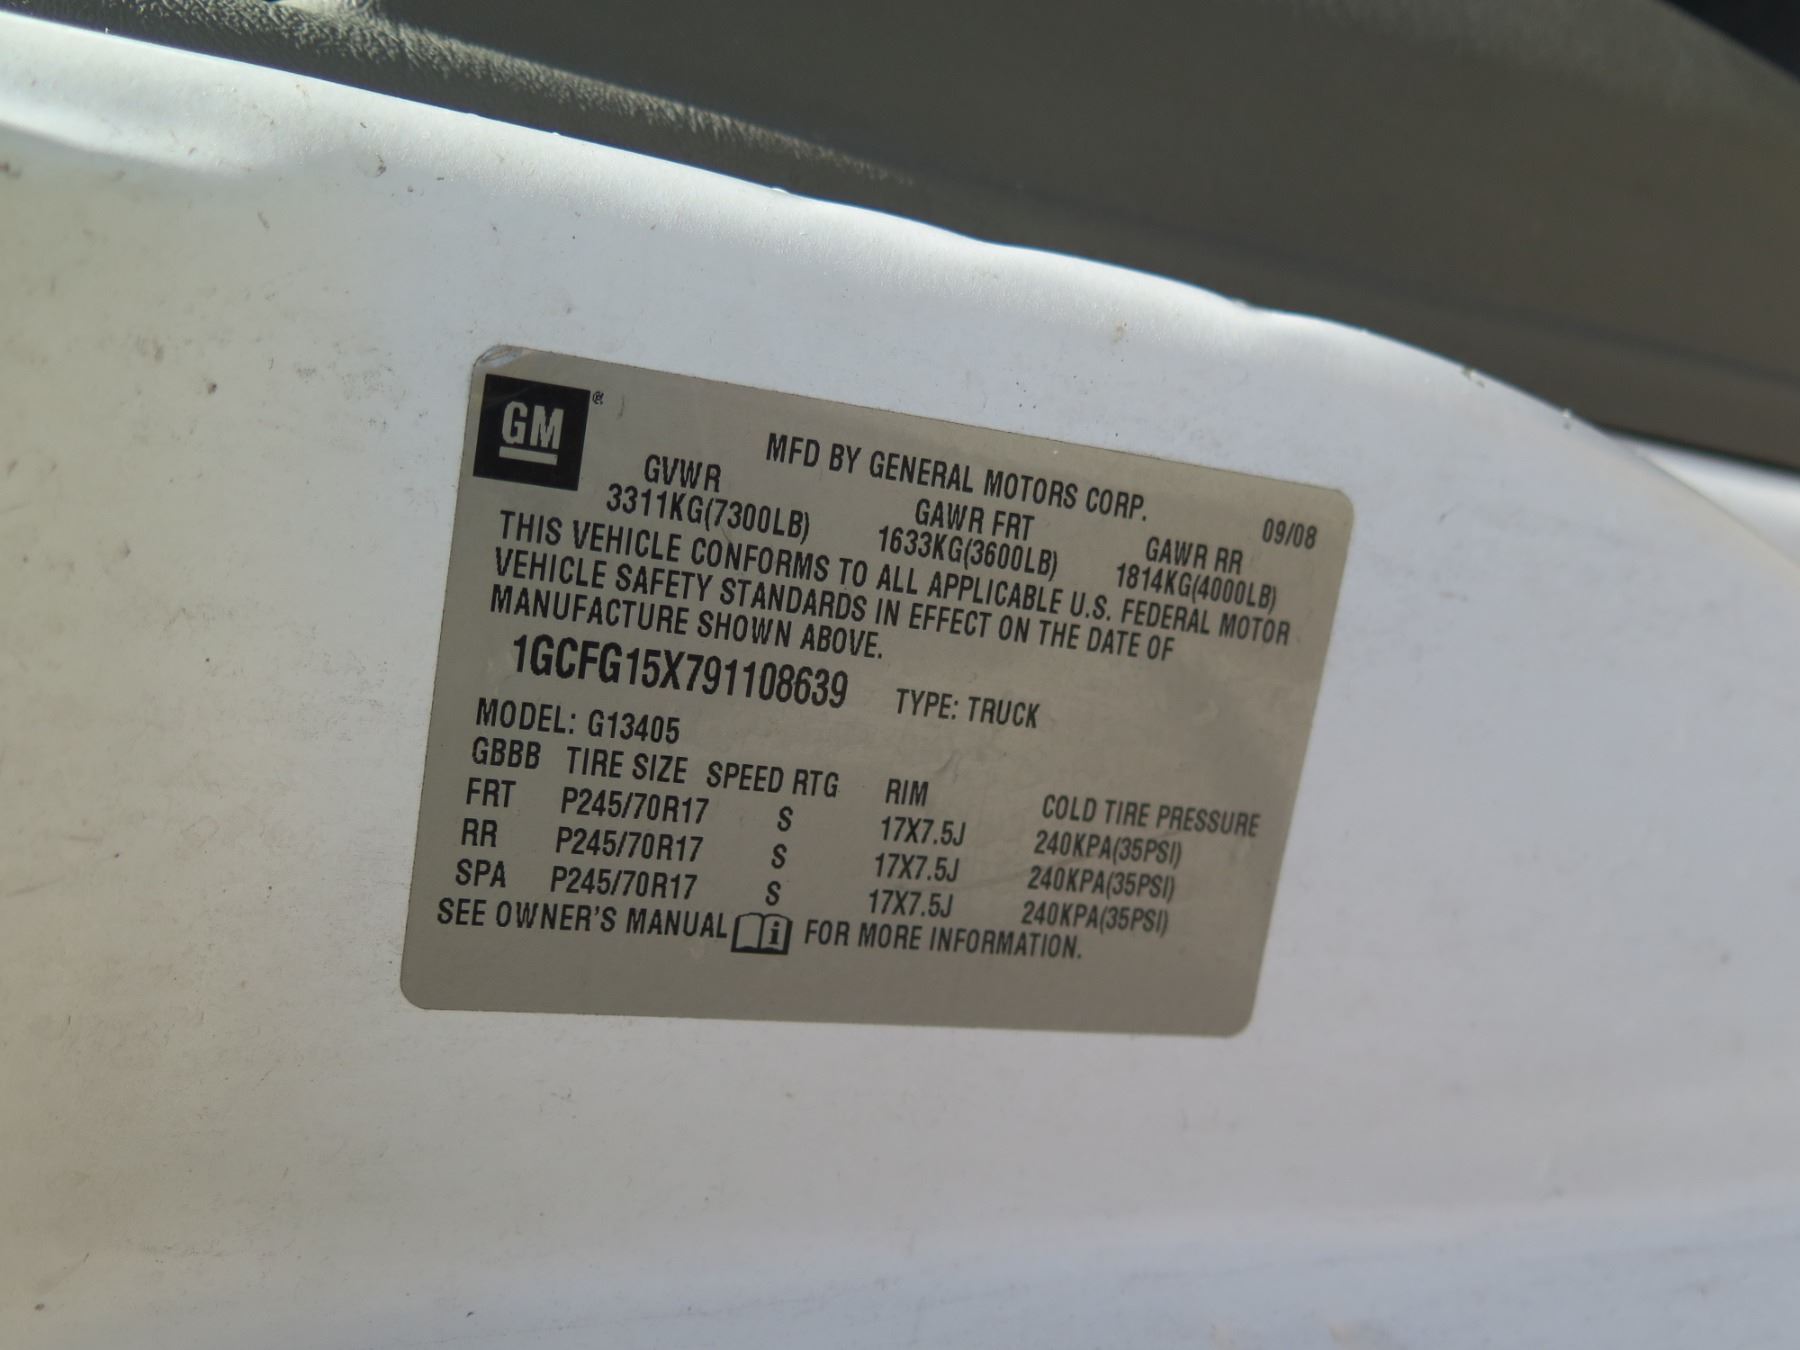 GM
MFD BY GENERAL MOTORS CORP. 09/08
GVWR GAWR FRT GAWR RR
3311KG(7300LB) 1633KG(3600LB) 1814KG(4000LB)
THIS VEHICLE CONFORMS TO ALL APPLICABLE U.S. FEDERAL MOTOR
VEHICLE SAFETY STANDARDS IN EFFECT ON THE DATE OF
MANUFACTURE SHOWN ABOVE.
1GCFG15X791108639 TYPE: TRUCK
MODEL: G13405
GBBB TIRE SIZE SPEED RTG RIM COLD TIRE PRESSURE
FRT P245/70R17 S 17X7.5J 240KPA(35PSI)
RR P245/70R17 S 17X7.5J 240KPA(35PSI)
SPA P245/70R17 S 17X7.5J 240KPA(35PSI)
SEE OWNER'S MANUAL i FOR MORE INFORMATION.